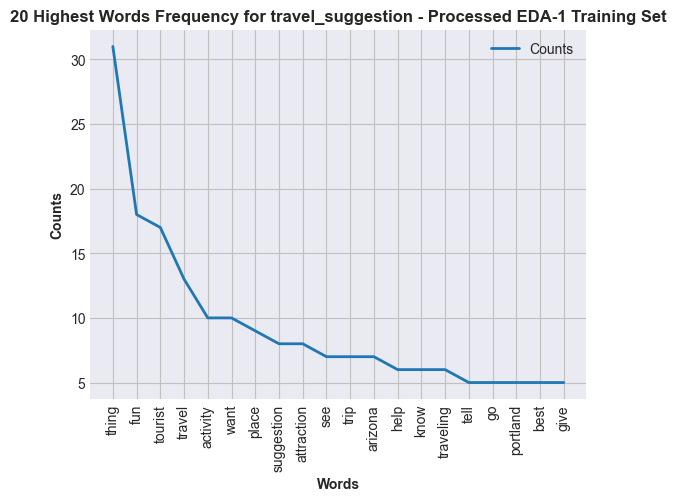 20 Highest Words Frequency for travel_suggestion - Processed EDA-1 Training Set
Counts
30
25
20
15
10
5
Counts
thing
fun
tourist
travel
activity
want
place
suggestion
attraction
see
trip
arizona
help
know
traveling
tell
go
portland
best
give
Words